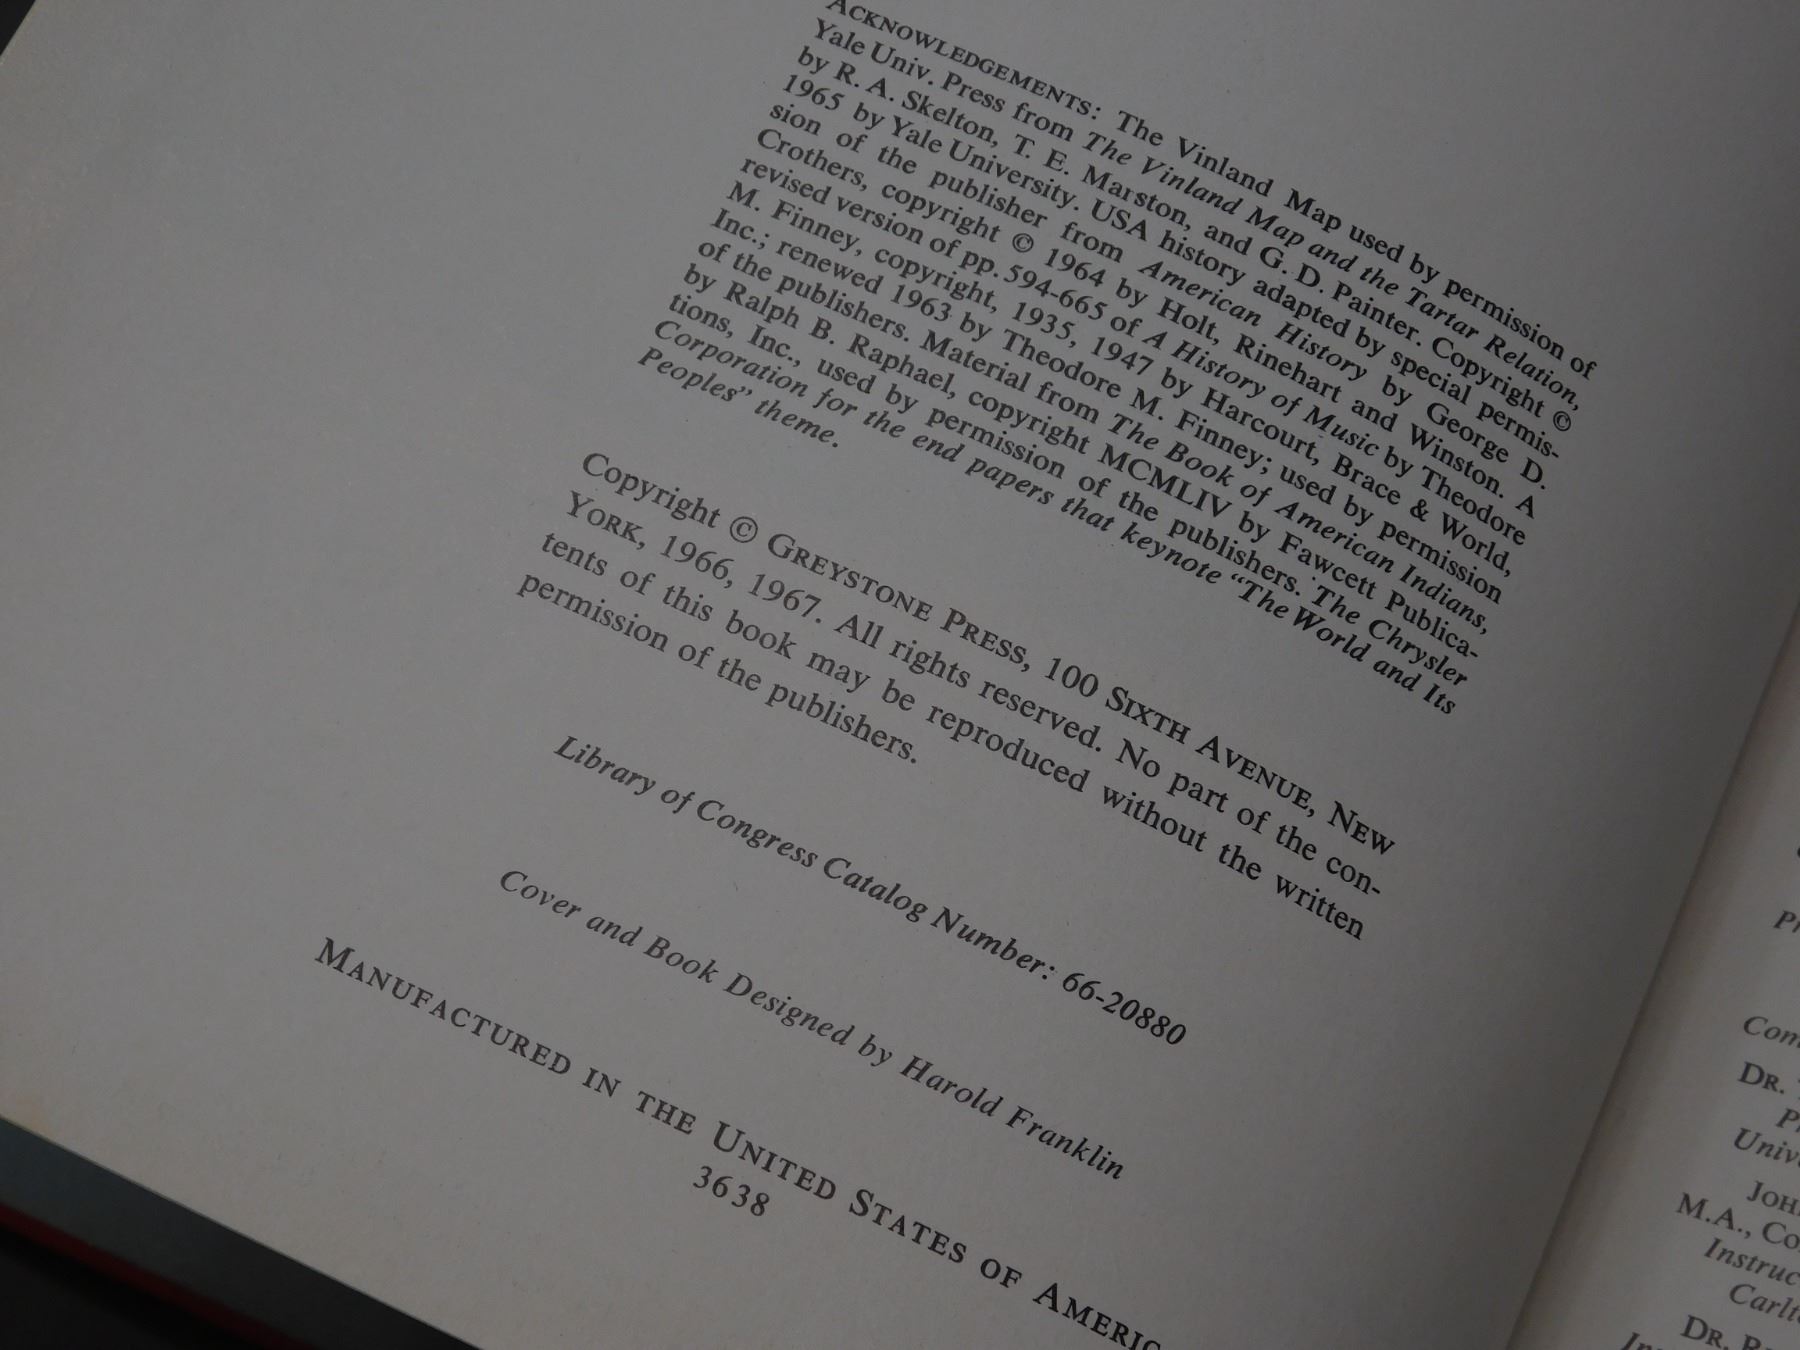 ACKNOWLEDGEMENTS: The Vinland Map used by permission of
Yale Univ. Press from The Vinland Map and the Tartar Relation,
by R. A. Skelton, T. E. Marston, and G. D. Painter. Copyright ©
1965 by Yale University. USA history adapted by special permis-
sion of the publisher from American History by George D.
Crothers, copyright © 1964 by Holt, Rinehart and Winston. A
revised version of pp. 594-665 of A History of Music by Theodore
M. Finney, copyright, 1935, 1947 by Harcourt, Brace & World,
Inc.; renewed 1963 by Theodore M. Finney; used by permission
of the publishers. Material from The Book of American Indians,
by Ralph B. Raphael, copyright MCMLIV by Fawcett Publica-
tions, Inc., used by permission of the publishers. The Chrysler
Corporation for the end papers that keynote “The World and Its
Peoples” theme.
Copyright © GREYSTONE PRESS, 100 SIXTH AVENUE, NEW
YORK, 1966, 1967. All rights reserved. No part of the con-
tents of this book may be reproduced without the written
permission of the publishers.
Library of Congress Catalog Number: 66-20880
Cover and Book Designed by Harold Franklin
MANUFACTURED IN THE UNITED STATES OF AMERIC
3638
DR.
M.A.,
DR.